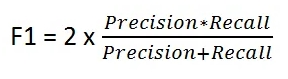 F1 = 2 x Precision*Recall / Precision+Recall